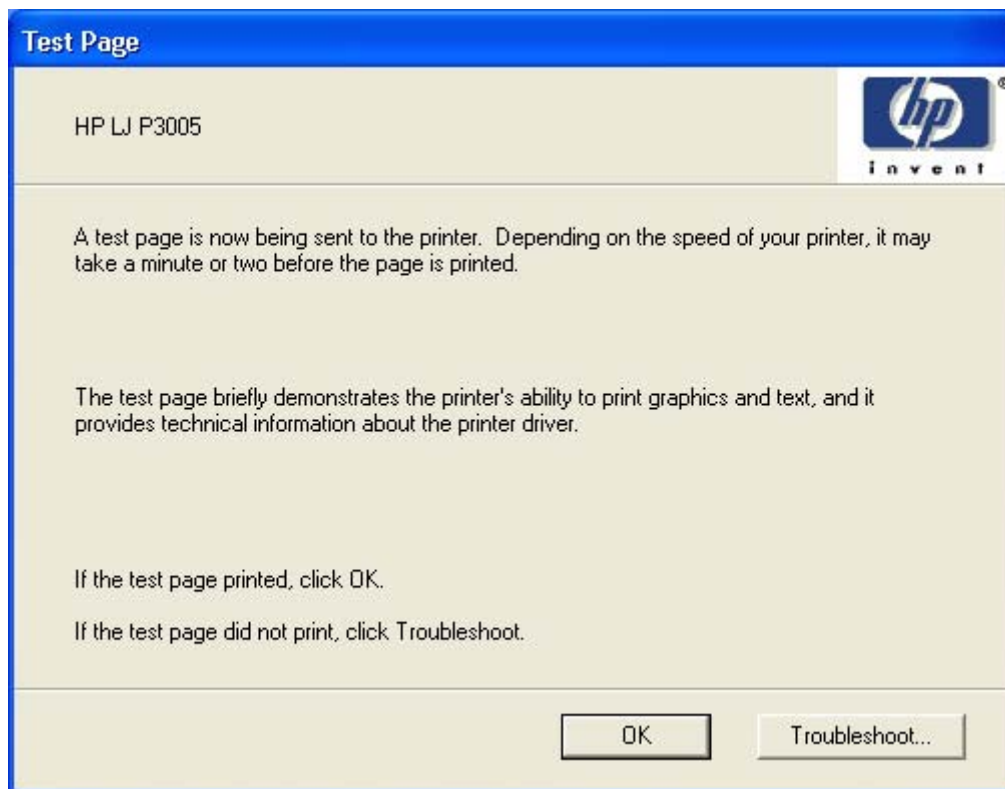 Test Page
HP LJ P3005
hp
®
invent
A test page is now being sent to the printer.  Depending on the speed of your printer, it may
take a minute or two before the page is printed.
The test page briefly demonstrates the printer's ability to print graphics and text, and it
provides technical information about the printer driver.
If the test page printed, click OK.
If the test page did not print, click Troubleshoot.
OK
Troubleshoot...